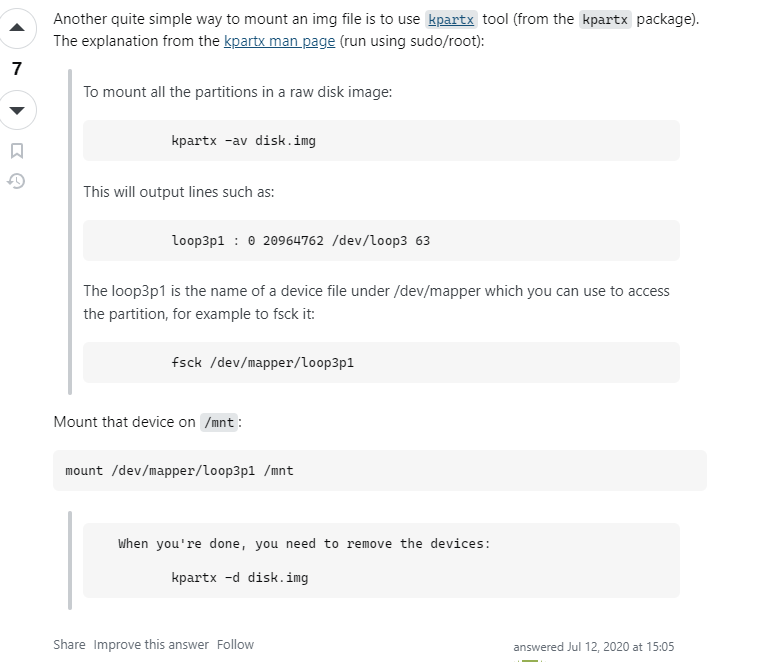 Another quite simple way to mount an img file is to use kpartx tool (from the kpartx package).
The explanation from the kpartx man page (run using sudo/root):
7
To mount all the partitions in a raw disk image:
kpartx -av disk.img
This will output lines such as:
loop3p1 : 0 20964762 /dev/loop3 63
The loop3p1 is the name of a device file under /dev/mapper which you can use to access
the partition, for example to fsck it:
fsck /dev/mapper/loop3p1
Mount that device on /mnt:
mount /dev/mapper/loop3p1 /mnt
When you're done, you need to remove the devices:
kpartx -d disk.img
Share Improve this answer Follow
answered Jul 12, 2020 at 15:05